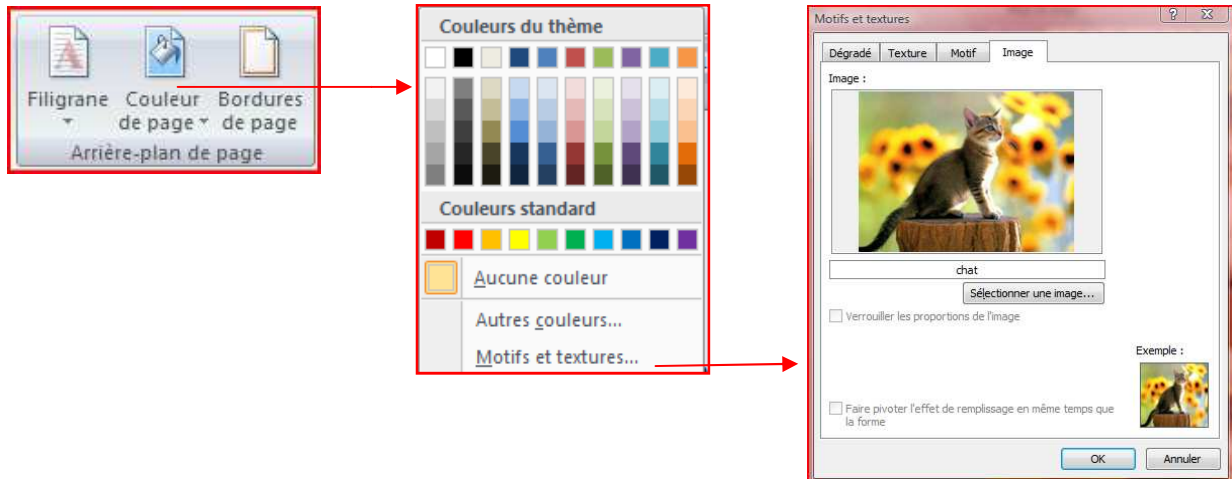 Filigrane
Couleur
de page
Bordures
de page
Arrière-plan de page
Couleurs du thème
Couleurs standard
Aucune couleur
Autres couleurs...
Motifs et textures...
Motifs et textures
?
Dégradé
Texture
Motif
Image
Image :
chat
Sélectionner une image...
Verrouiller les proportions de l'image
Exemple :
Faire pivoter l'effet de remplissage en même temps que
la forme
OK
Annuler